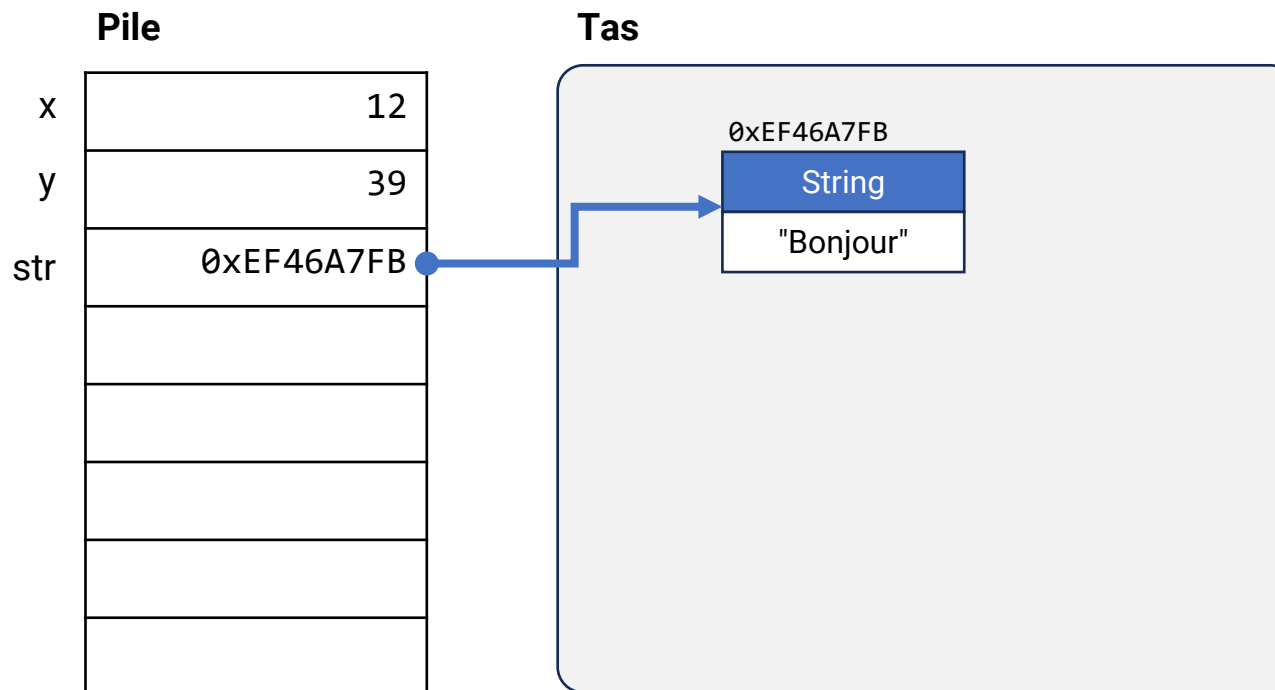 Pile
Tas
x 12
y 39
str 0xEF46A7FB
0xEF46A7FB
String
"Bonjour"